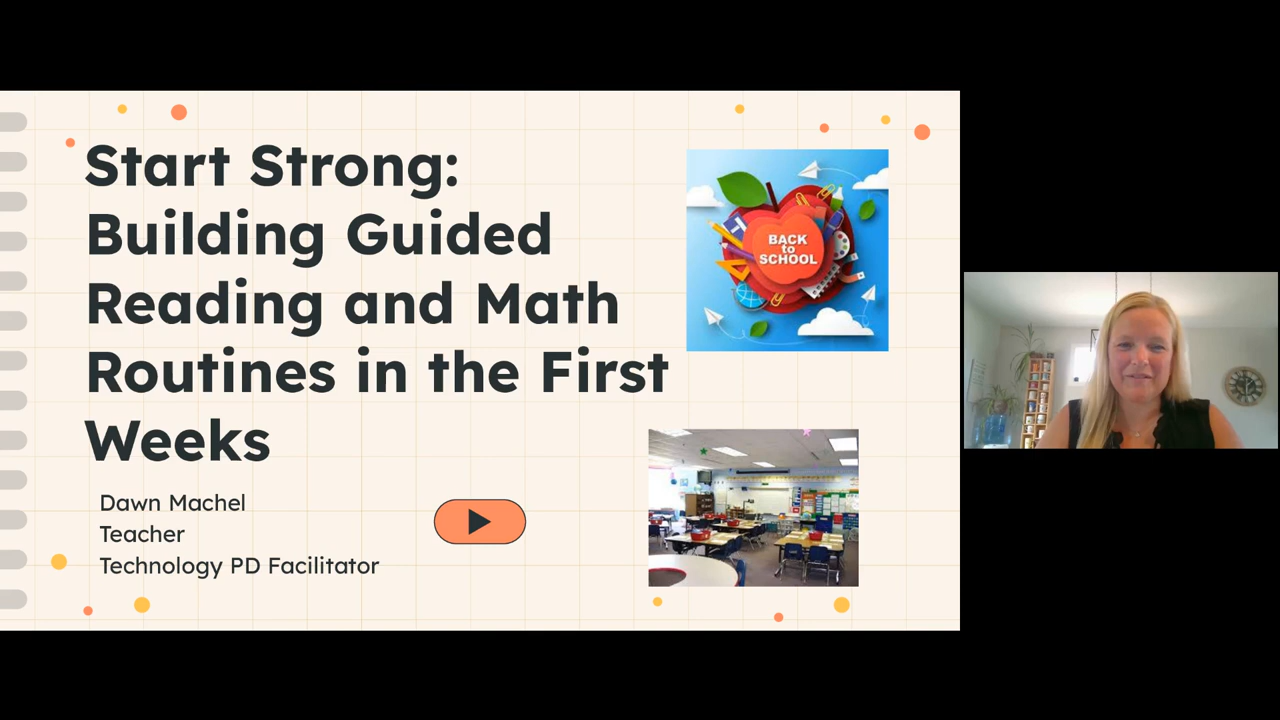 Start Strong:
Building Guided
Reading and Math
Routines in the First
Weeks
Dawn Machel
Teacher
Technology PD Facilitator
BACK
to
SCHOOL